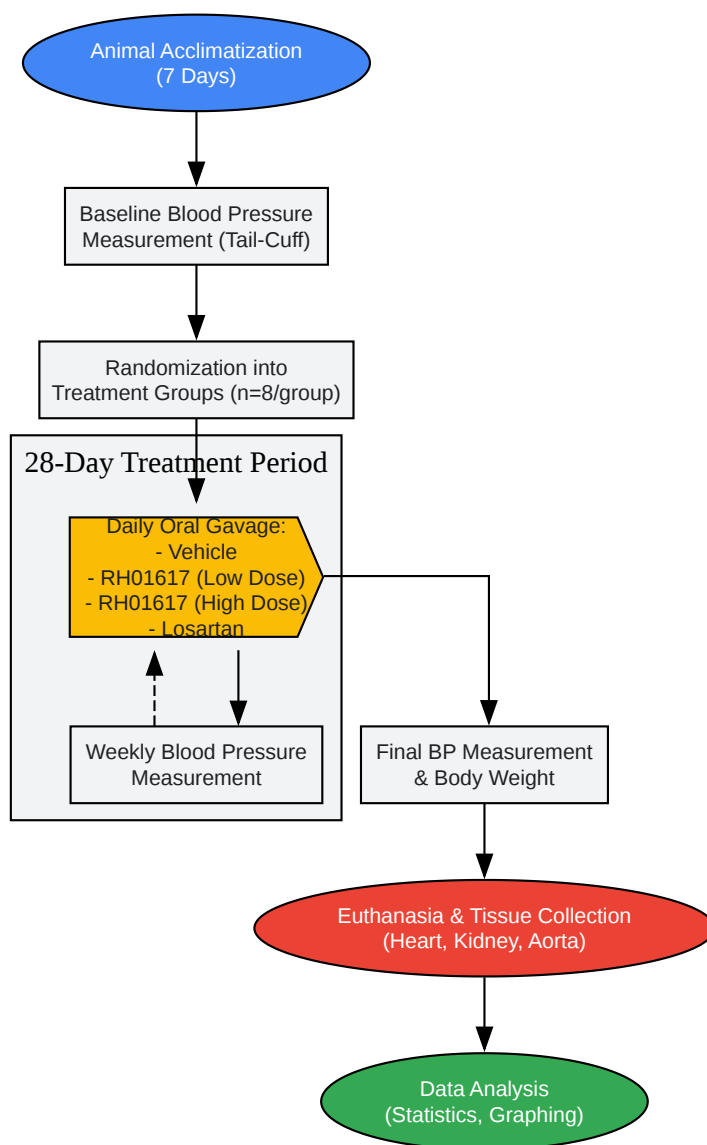 Animal Acclimatization
(7 Days)
Baseline Blood Pressure
Measurement (Tail-Cuff)
Randomization into
Treatment Groups (n=8/group)
28-Day Treatment Period
Daily Oral Gavage:
- Vehicle
- RH01617 (Low Dose)
- RH01617 (High Dose)
- Losartan
Weekly Blood Pressure
Measurement
Final BP Measurement
& Body Weight
Euthanasia & Tissue Collection
(Heart, Kidney, Aorta)
Data Analysis
(Statistics, Graphing)